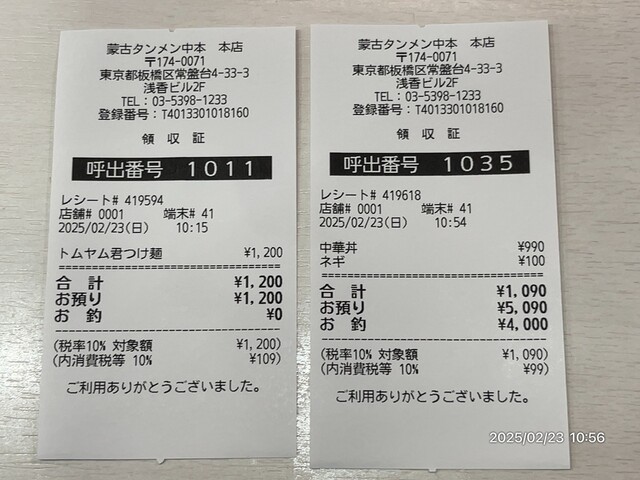 蒙古タンメン中本　本店
〒174-0071
東京都板橋区常盤台4-33-3
浅香ビル2F
TEL：03-5398-1233
登録番号：T4013301018160
領　収　証
呼出番号　1011
レシート# 419594
店舗# 0001　　端末# 41
2025/02/23(日)　　10:15
トムヤム君つけ麺　¥1,200
合　計　¥1,200
お預り　¥1,200
お　釣　¥0
(税率10% 対象額　¥1,200)
(内消費税等 10%　¥109)
ご利用ありがとうございました。
蒙古タンメン中本　本店
〒174-0071
東京都板橋区常盤台4-33-3
浅香ビル2F
TEL：03-5398-1233
登録番号：T4013301018160
領　収　証
呼出番号　1035
レシート# 419618
店舗# 0001　　端末# 41
2025/02/23(日)　　10:54
中華丼　¥990
ネギ　¥100
合　計　¥1,090
お預り　¥5,090
お　釣　¥4,000
(税率10% 対象額　¥1,090)
(内消費税等 10%　¥99)
ご利用ありがとうございました。
2025/02/23 10:56